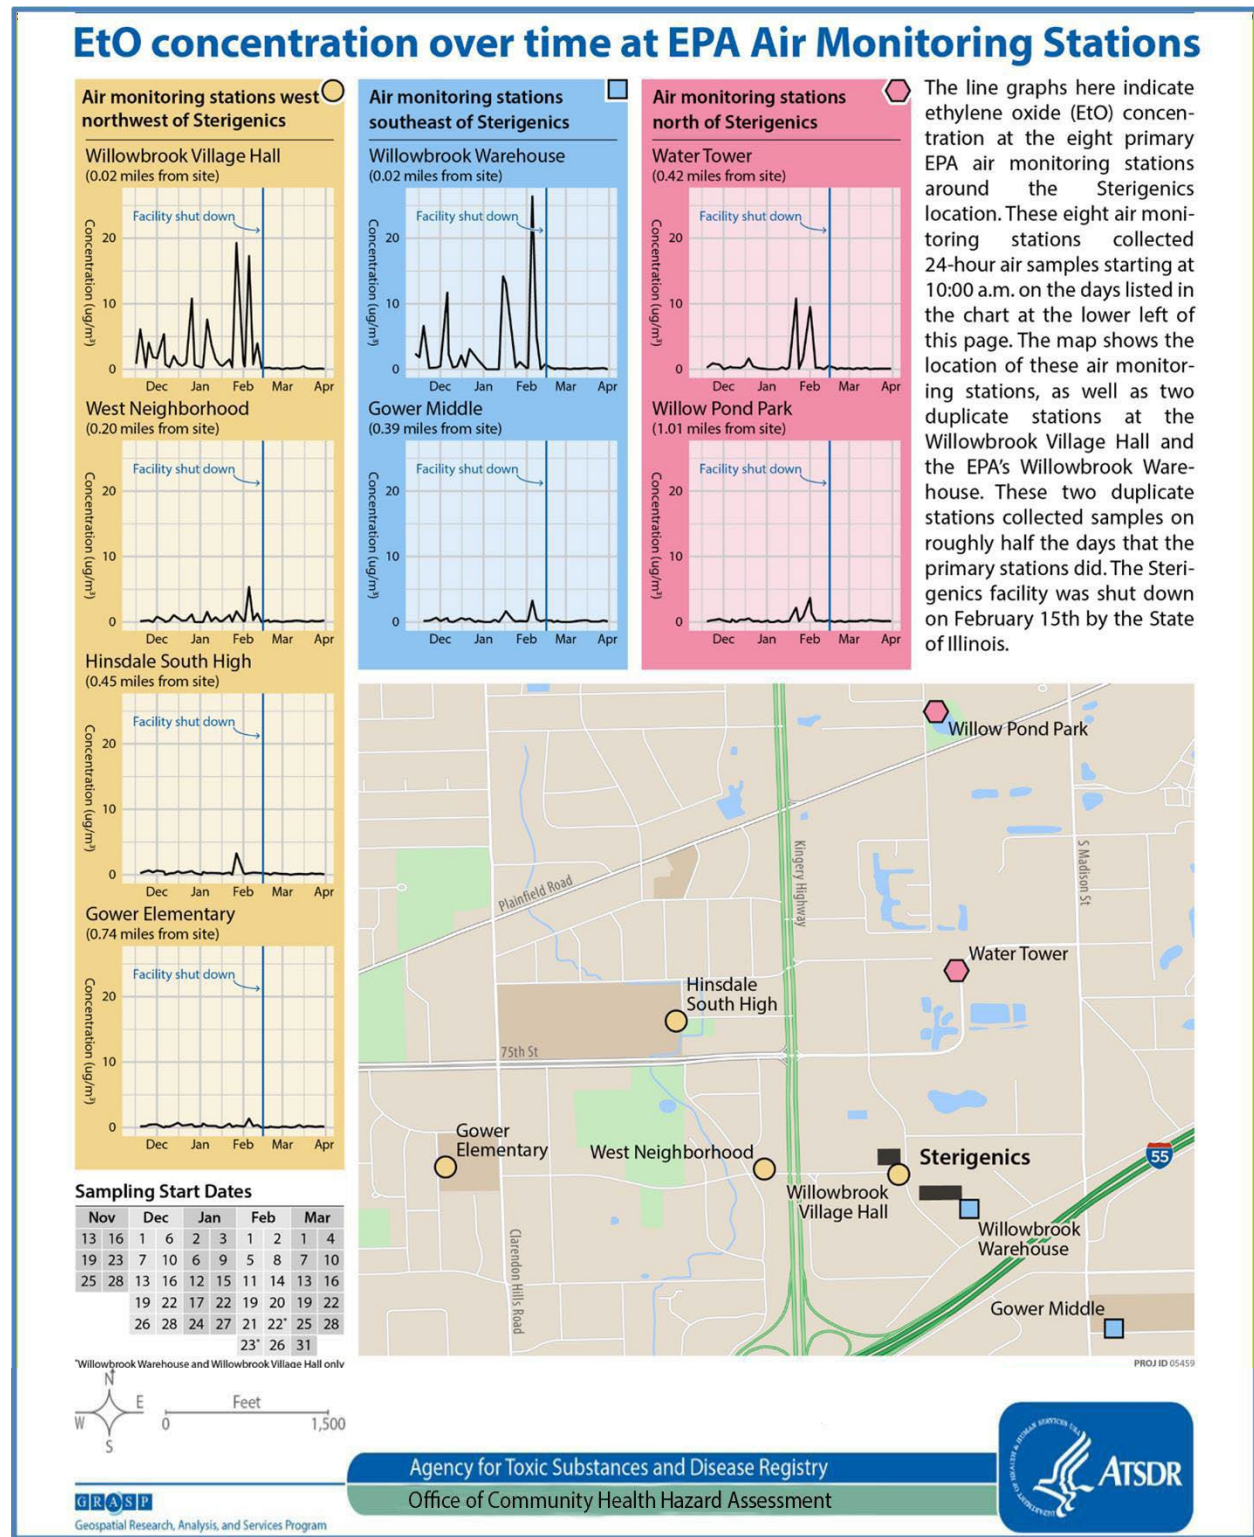 EtO concentration over time at EPA Air Monitoring Stations
Air monitoring stations west
northwest of Sterigenics
Willowbrook Village Hall
(0.02 miles from site)
Concentration (ug/m³)
Facility shut down
20
10
0
Dec Jan Feb Mar Apr
West Neighborhood
(0.20 miles from site)
Concentration (ug/m³)
Facility shut down
20
10
0
Dec Jan Feb Mar Apr
Hinsdale South High
(0.45 miles from site)
Concentration (ug/m³)
Facility shut down
20
10
0
Dec Jan Feb Mar Apr
Gower Elementary
(0.74 miles from site)
Concentration (ug/m³)
Facility shut down
20
10
0
Dec Jan Feb Mar Apr
Air monitoring stations
southeast of Sterigenics
Willowbrook Warehouse
(0.02 miles from site)
Concentration (ug/m³)
Facility shut down
20
10
0
Dec Jan Feb Mar Apr
Gower Middle
(0.39 miles from site)
Concentration (ug/m³)
Facility shut down
20
10
0
Dec Jan Feb Mar Apr
Air monitoring stations
north of Sterigenics
Water Tower
(0.42 miles from site)
Concentration (ug/m³)
Facility shut down
20
10
0
Dec Jan Feb Mar Apr
Willow Pond Park
(1.01 miles from site)
Concentration (ug/m³)
Facility shut down
20
10
0
Dec Jan Feb Mar Apr
The line graphs here indicate
ethylene oxide (EtO) concen-
tration at the eight primary
EPA air monitoring stations
around the Sterigenics
location. These eight air moni-
toring stations collected
24-hour air samples starting at
10:00 a.m. on the days listed in
the chart at the lower left of
this page. The map shows the
location of these air monitor-
ing stations, as well as two
duplicate stations at the
Willowbrook Village Hall and
the EPA's Willowbrook Ware-
house. These two duplicate
stations collected samples on
roughly half the days that the
primary stations did. The Steri-
genics facility was shut down
on February 15th by the State
of Illinois.
Willow Pond Park
Kingery Highway
S Madison St
Plainfield Road
Water Tower
Hinsdale
South High
75th St
Gower
Elementary
West Neighborhood
Sterigenics
55
Willowbrook
Village Hall
Willowbrook
Warehouse
Clarendon Hills Road
Gower Middle
PROJ ID 05459
Sampling Start Dates
Nov Dec Jan Feb Mar
13 16 1 6 2 3 1 2 1 4
19 23 7 10 6 9 5 8 7 10
25 28 13 16 12 15 11 14 13 16
19 22 17 22 19 20 19 22
26 28 24 27 21 22* 25 28
23* 26 31
*Willowbrook Warehouse and Willowbrook Village Hall only
N
W E
S
Feet
0 1,500
GRASP
Geospatial Research, Analysis, and Services Program
Agency for Toxic Substances and Disease Registry
Office of Community Health Hazard Assessment
ATSDR